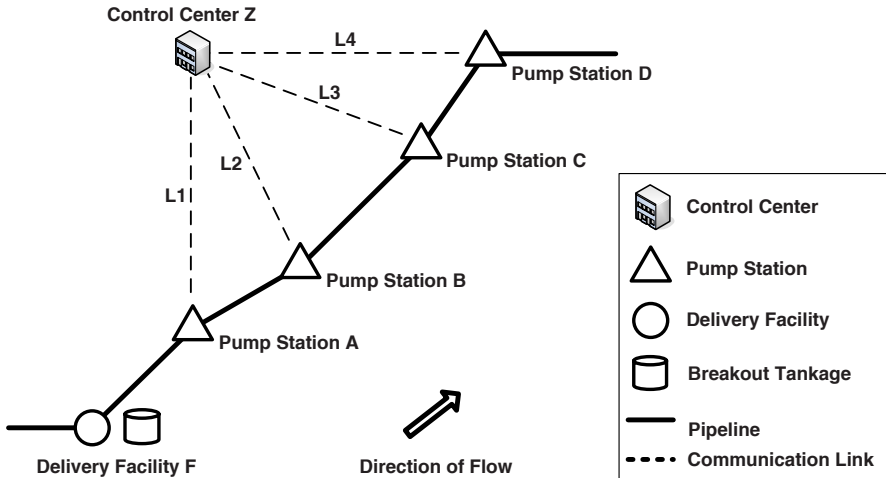 Control Center Z
L4
Pump Station D
L3
Pump Station C
L2
L1
Pump Station B
Pump Station A
Delivery Facility F
Direction of Flow
Control Center
Pump Station
Delivery Facility
Breakout Tankage
Pipeline
Communication Link